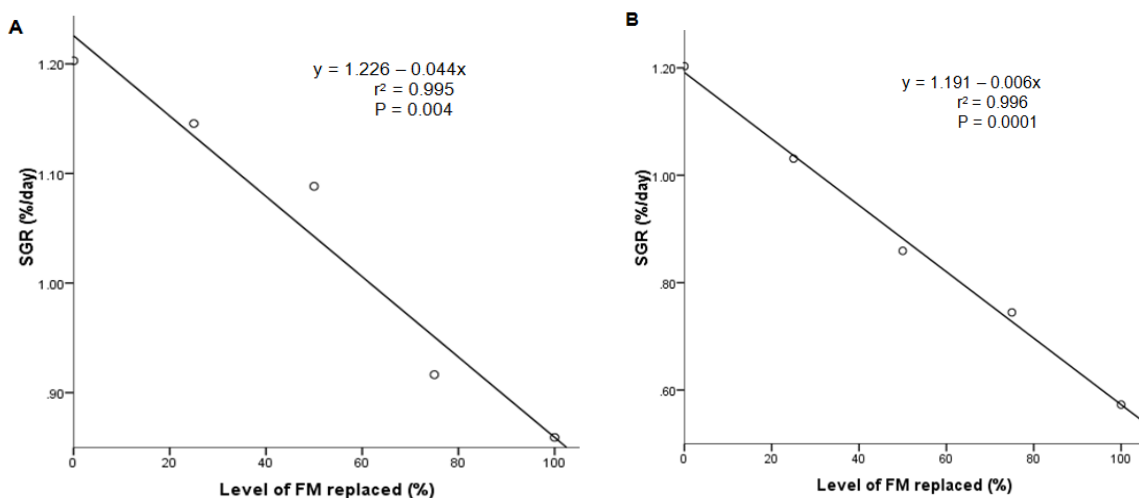 A
y = 1.226 – 0.044x
r² = 0.995
P = 0.004
1.20
1.10
1.00
.90
SGR (%/day)
0
20
40
60
80
100
Level of FM replaced (%)
B
y = 1.191 – 0.006x
r² = 0.996
P = 0.0001
1.20
1.00
.80
.60
SGR (%/day)
0
20
40
60
80
100
Level of FM replaced (%)